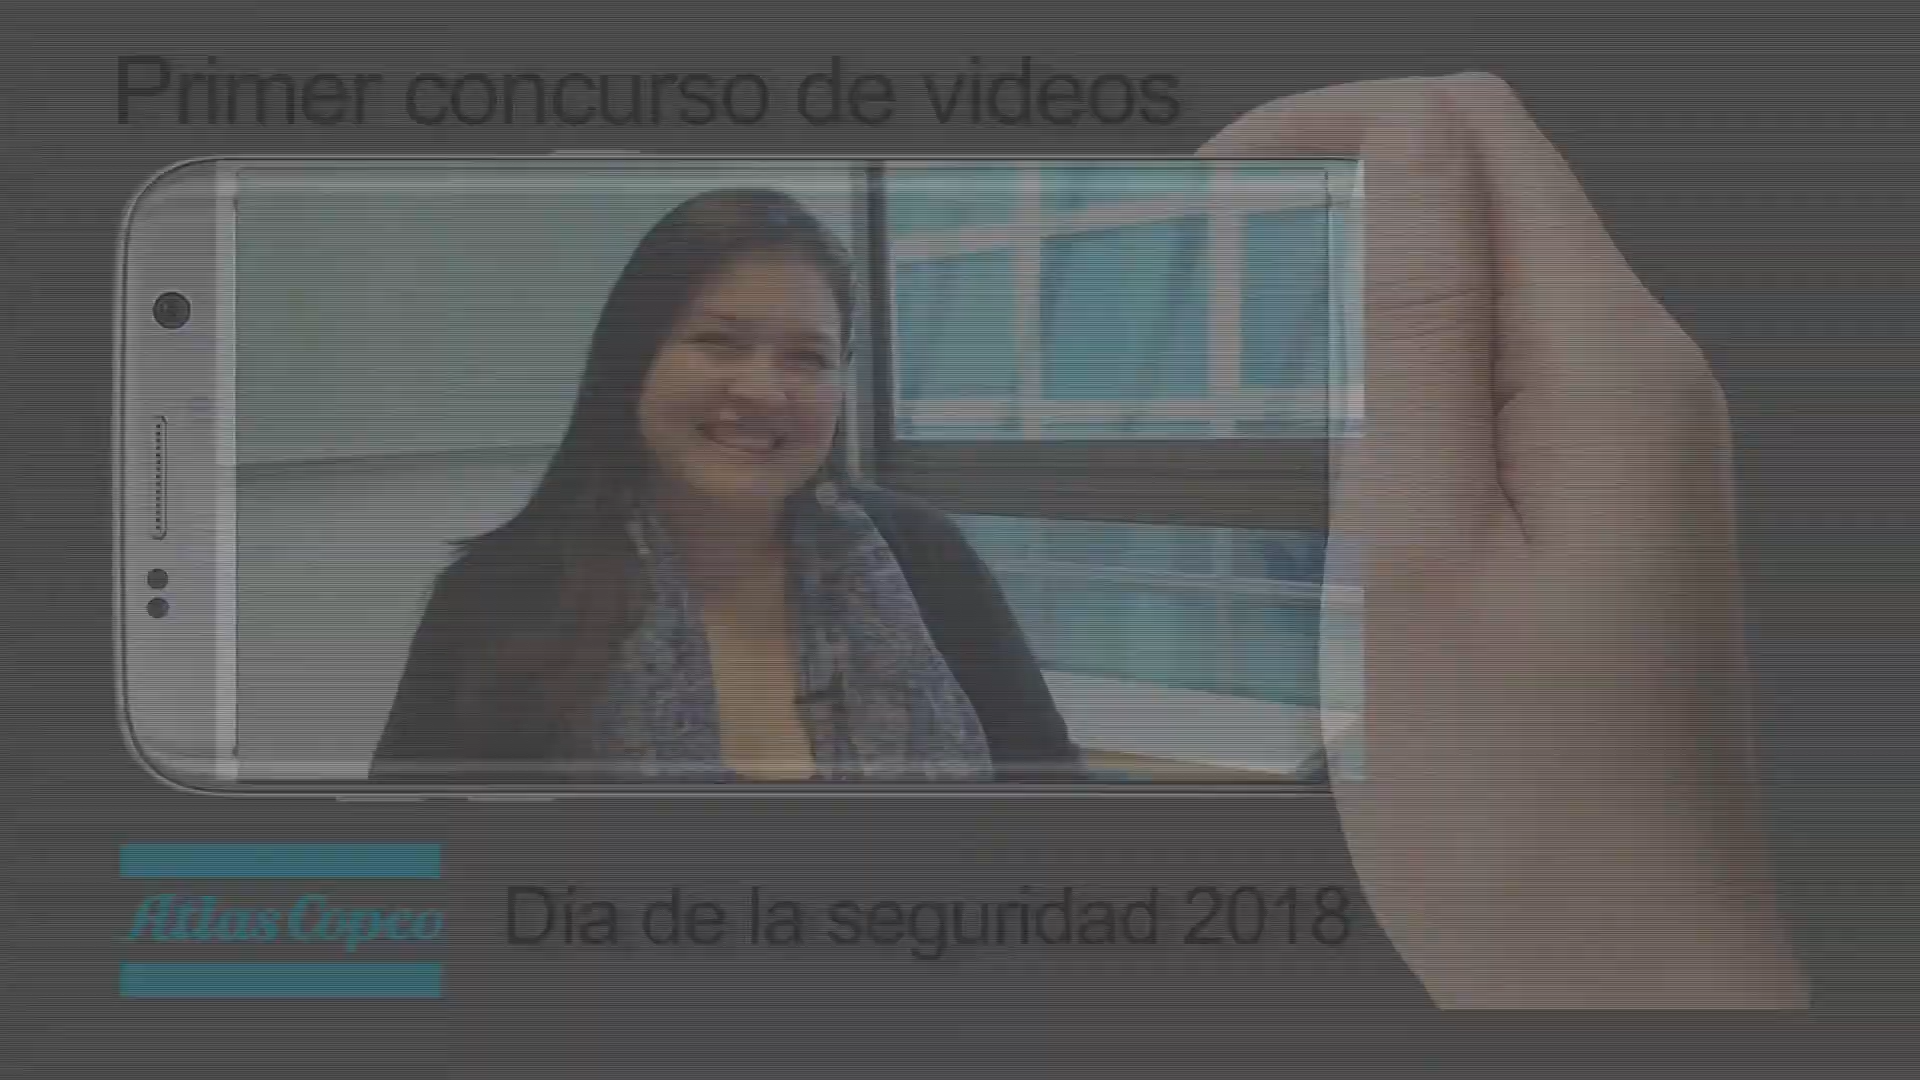 Primer concurso de videos
Atlas Copco
Día de la seguridad 2018